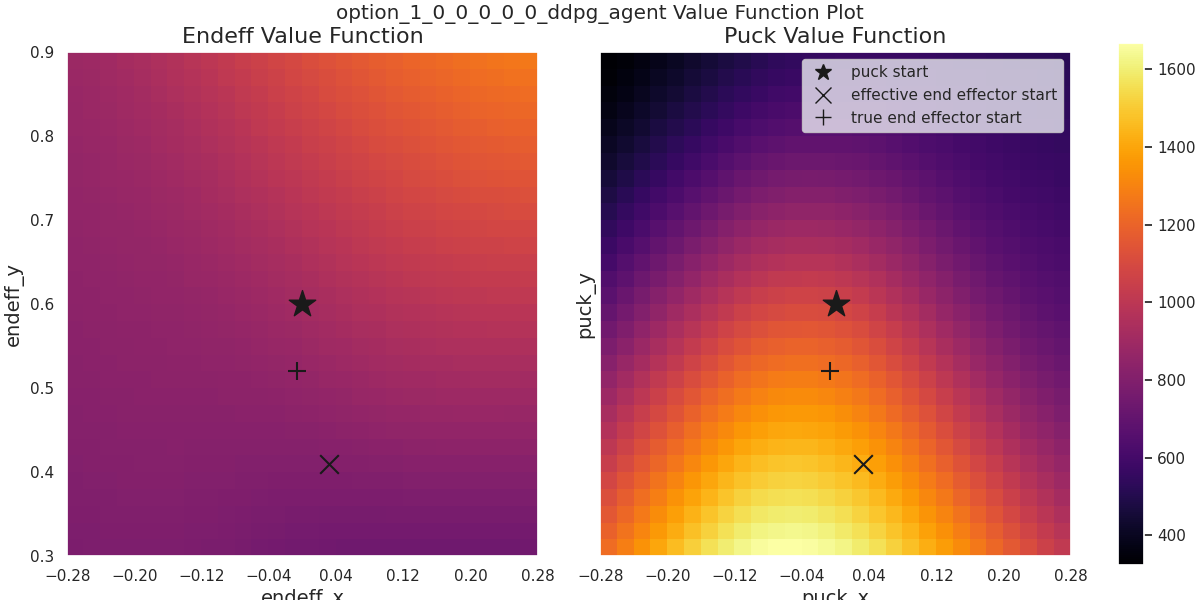 option_1_0_0_0_0_0_ddpg_agent Value Function Plot
Endeff Value Function
Puck Value Function
puck start
effective end effector start
true end effector start
0.9
0.8
0.7
0.6
0.5
0.4
0.3
endeff_y
−0.28 −0.20 −0.12 −0.04 0.04 0.12 0.20 0.28
endeff_x
puck_y
−0.28 −0.20 −0.12 −0.04 0.04 0.12 0.20 0.28
puck_x
1600
1400
1200
1000
800
600
400